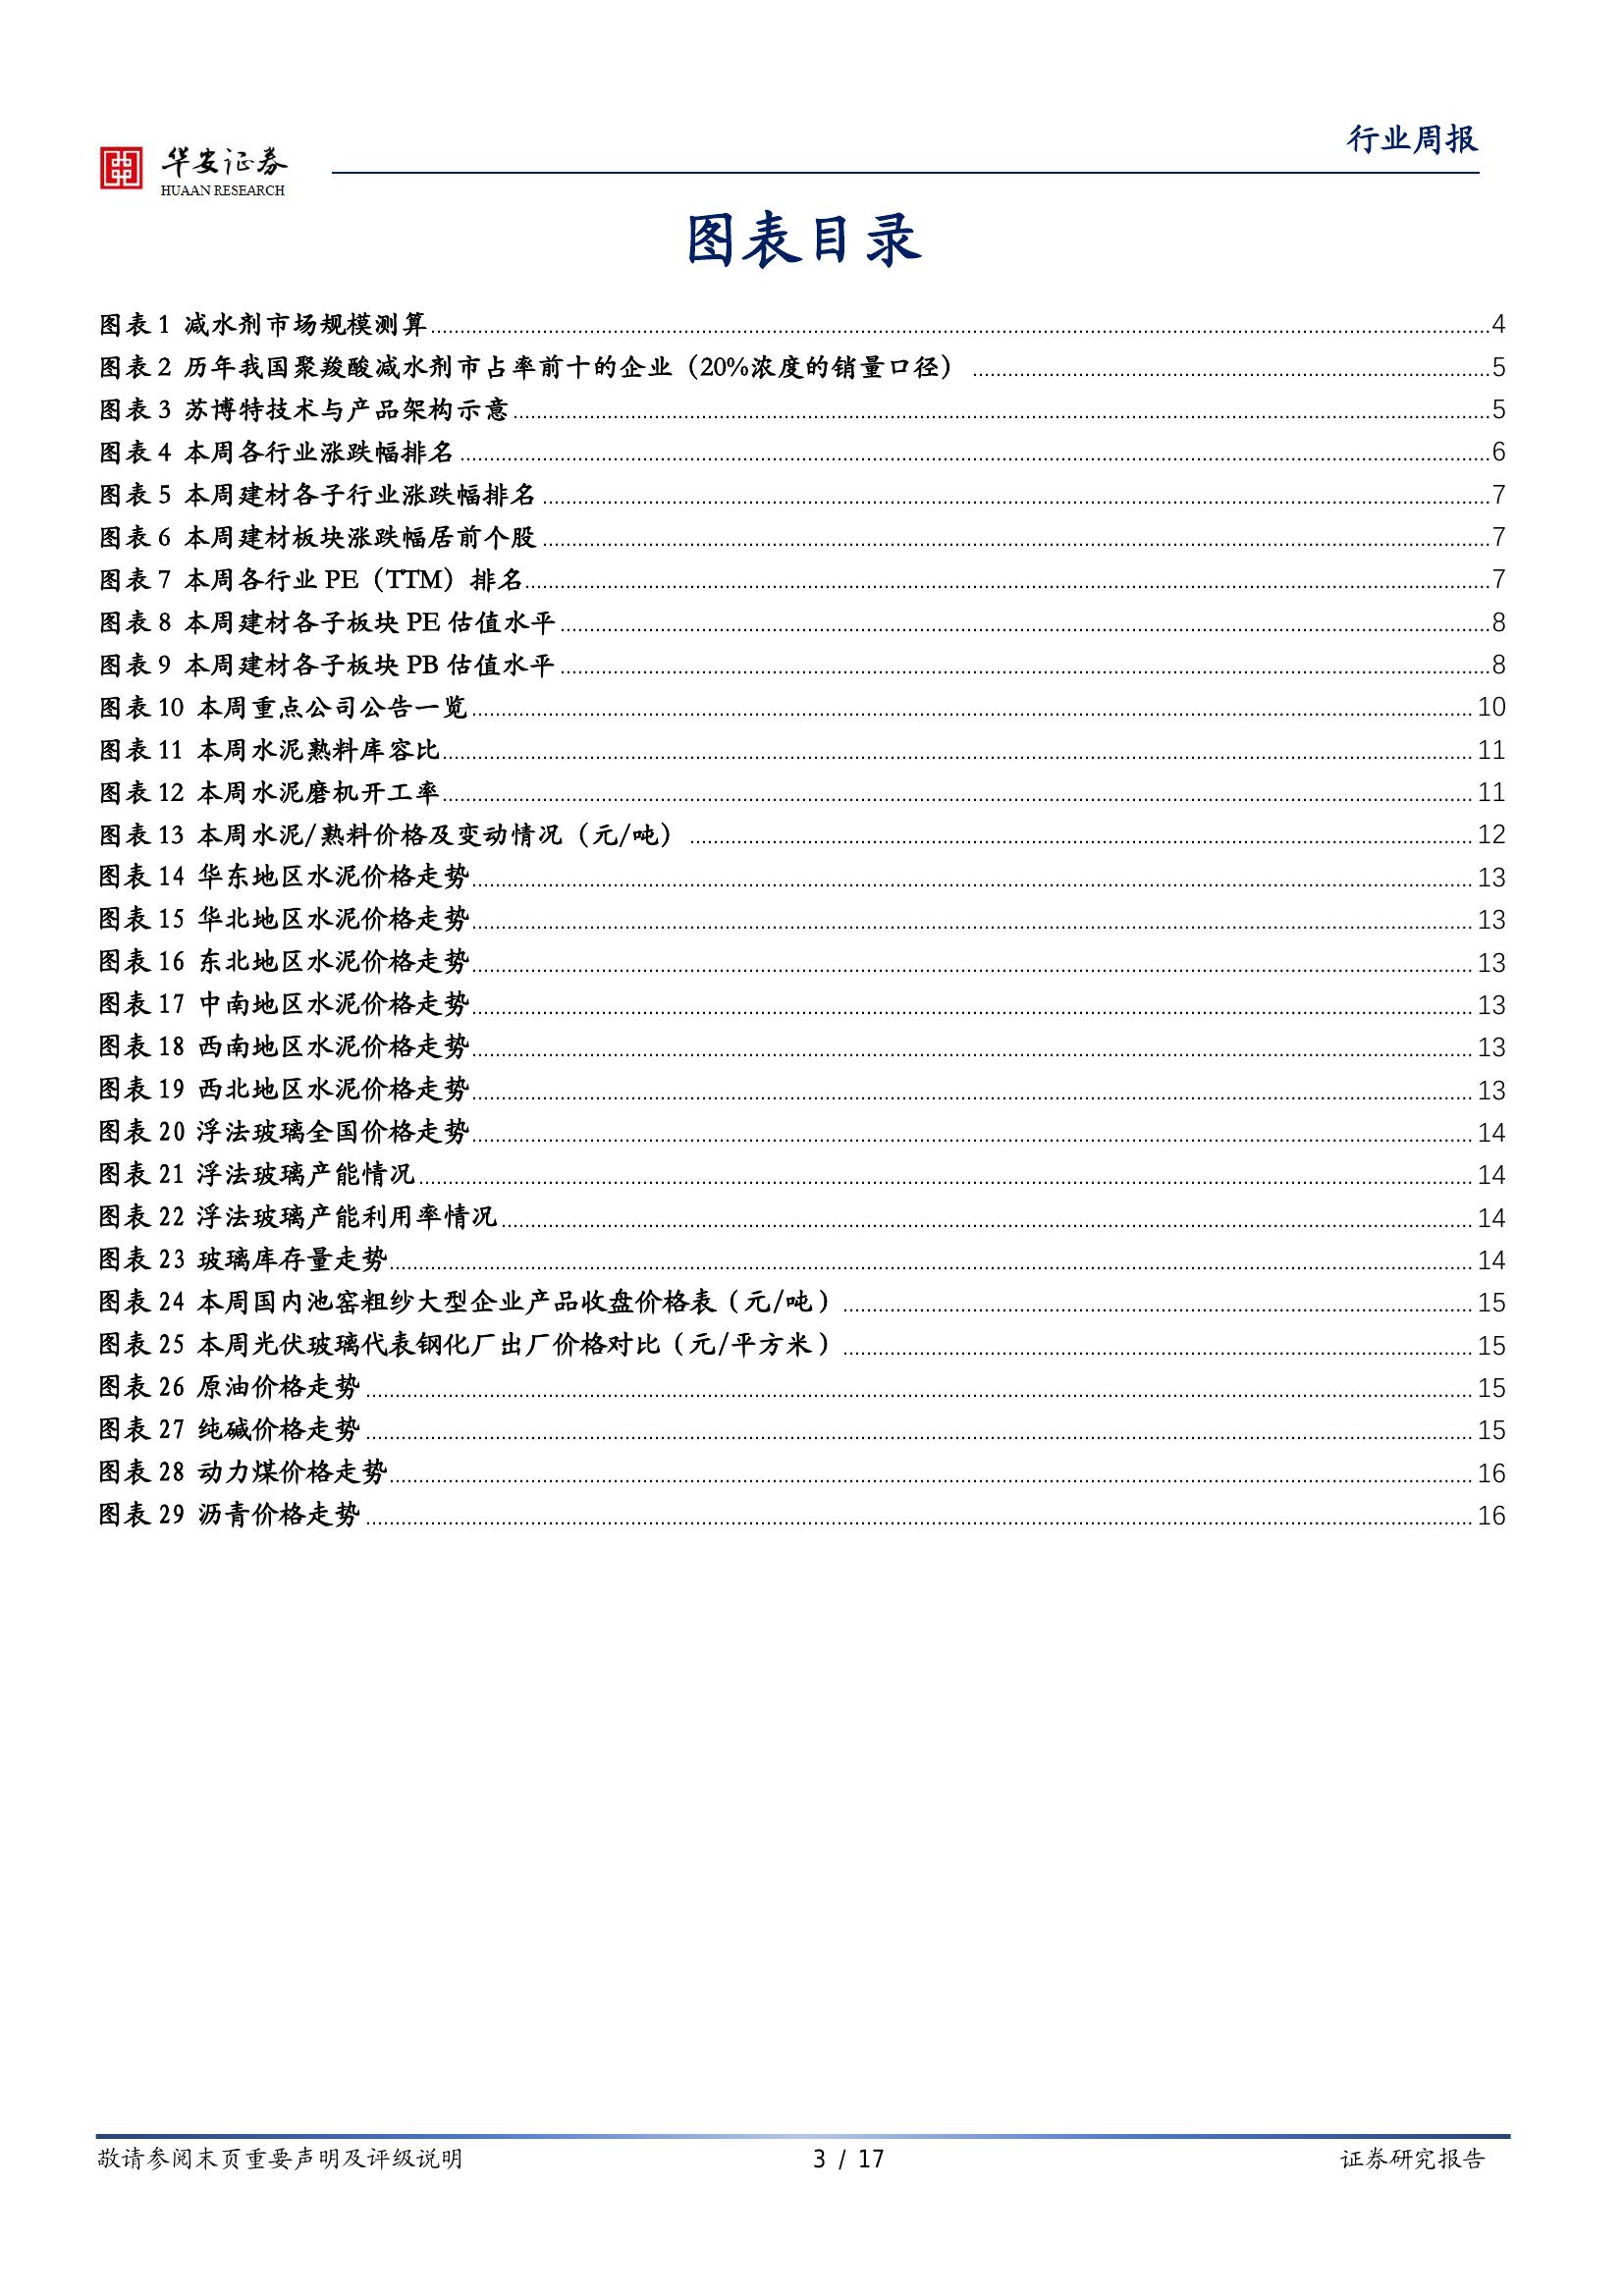 行业周报
华安证券
HUAAN RESEARCH
图表目录
图表 1 减水剂市场规模测算 4
图表 2 历年我国聚羧酸减水剂市占率前十的企业（20%浓度的销量口径） 5
图表 3 苏博特技术与产品架构示意 5
图表 4 本周各行业涨跌幅排名 6
图表 5 本周建材各子行业涨跌幅排名 7
图表 6 本周建材板块涨跌幅居前个股 7
图表 7 本周各行业 PE（TTM）排名 7
图表 8 本周建材各子板块 PE 估值水平 8
图表 9 本周建材各子板块 PB 估值水平 8
图表 10 本周重点公司公告一览 10
图表 11 本周水泥熟料库容比 11
图表 12 本周水泥磨机开工率 11
图表 13 本周水泥/熟料价格及变动情况（元/吨） 12
图表 14 华东地区水泥价格走势 13
图表 15 华北地区水泥价格走势 13
图表 16 东北地区水泥价格走势 13
图表 17 中南地区水泥价格走势 13
图表 18 西南地区水泥价格走势 13
图表 19 西北地区水泥价格走势 13
图表 20 浮法玻璃全国价格走势 14
图表 21 浮法玻璃产能情况 14
图表 22 浮法玻璃产能利用率情况 14
图表 23 玻璃库存量走势 14
图表 24 本周国内池窑粗纱大型企业产品收盘价格表（元/吨） 15
图表 25 本周光伏玻璃代表钢化厂出厂价格对比（元/平方米） 15
图表 26 原油价格走势 15
图表 27 纯碱价格走势 15
图表 28 动力煤价格走势 16
图表 29 沥青价格走势 16
敬请参阅末页重要声明及评级说明 3 / 17 证券研究报告